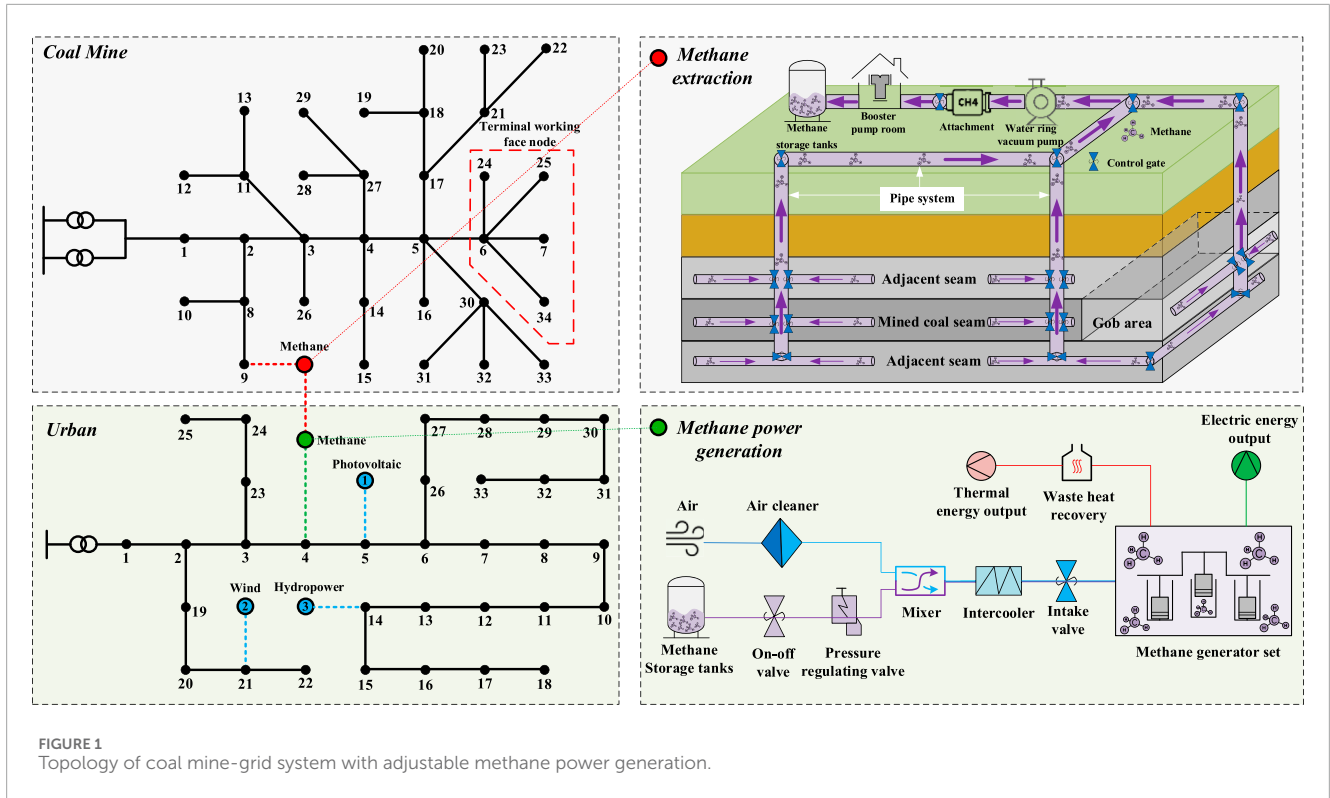 Coal Mine
20
23
22
13
29
19
18
21
Terminal working
face node
24
25
12
11
28
27
17
1
2
3
4
5
6
7
10
8
26
14
16
30
34
Methane
9
15
31
32
33
Methane
extraction
Methane
storage tanks
Booster
pump room
CH4
Attachment
Water ring
vacuum pump
Methane
Control gate
Pipe system
Adjacent seam
Mined coal seam
Gob area
Adjacent seam
Urban
25
24
27
28
29
30
Methane
Photovoltaic
1
23
26
33
32
31
1
2
3
4
5
6
7
8
9
Wind
Hydropower
19
2
3
14
13
12
11
10
20
21
22
15
16
17
18
Methane power
generation
Electric energy
output
Thermal
energy output
Waste heat
recovery
Air
Air cleaner
H
H
C
H
H
H
H
C
H
H
Mixer
Intercooler
Intake
valve
H
H
C
H
H
H
H
C
H
H
Methane
Storage tanks
On-off
valve
Pressure
regulating valve
Methane generator set
FIGURE 1
Topology of coal mine-grid system with adjustable methane power generation.